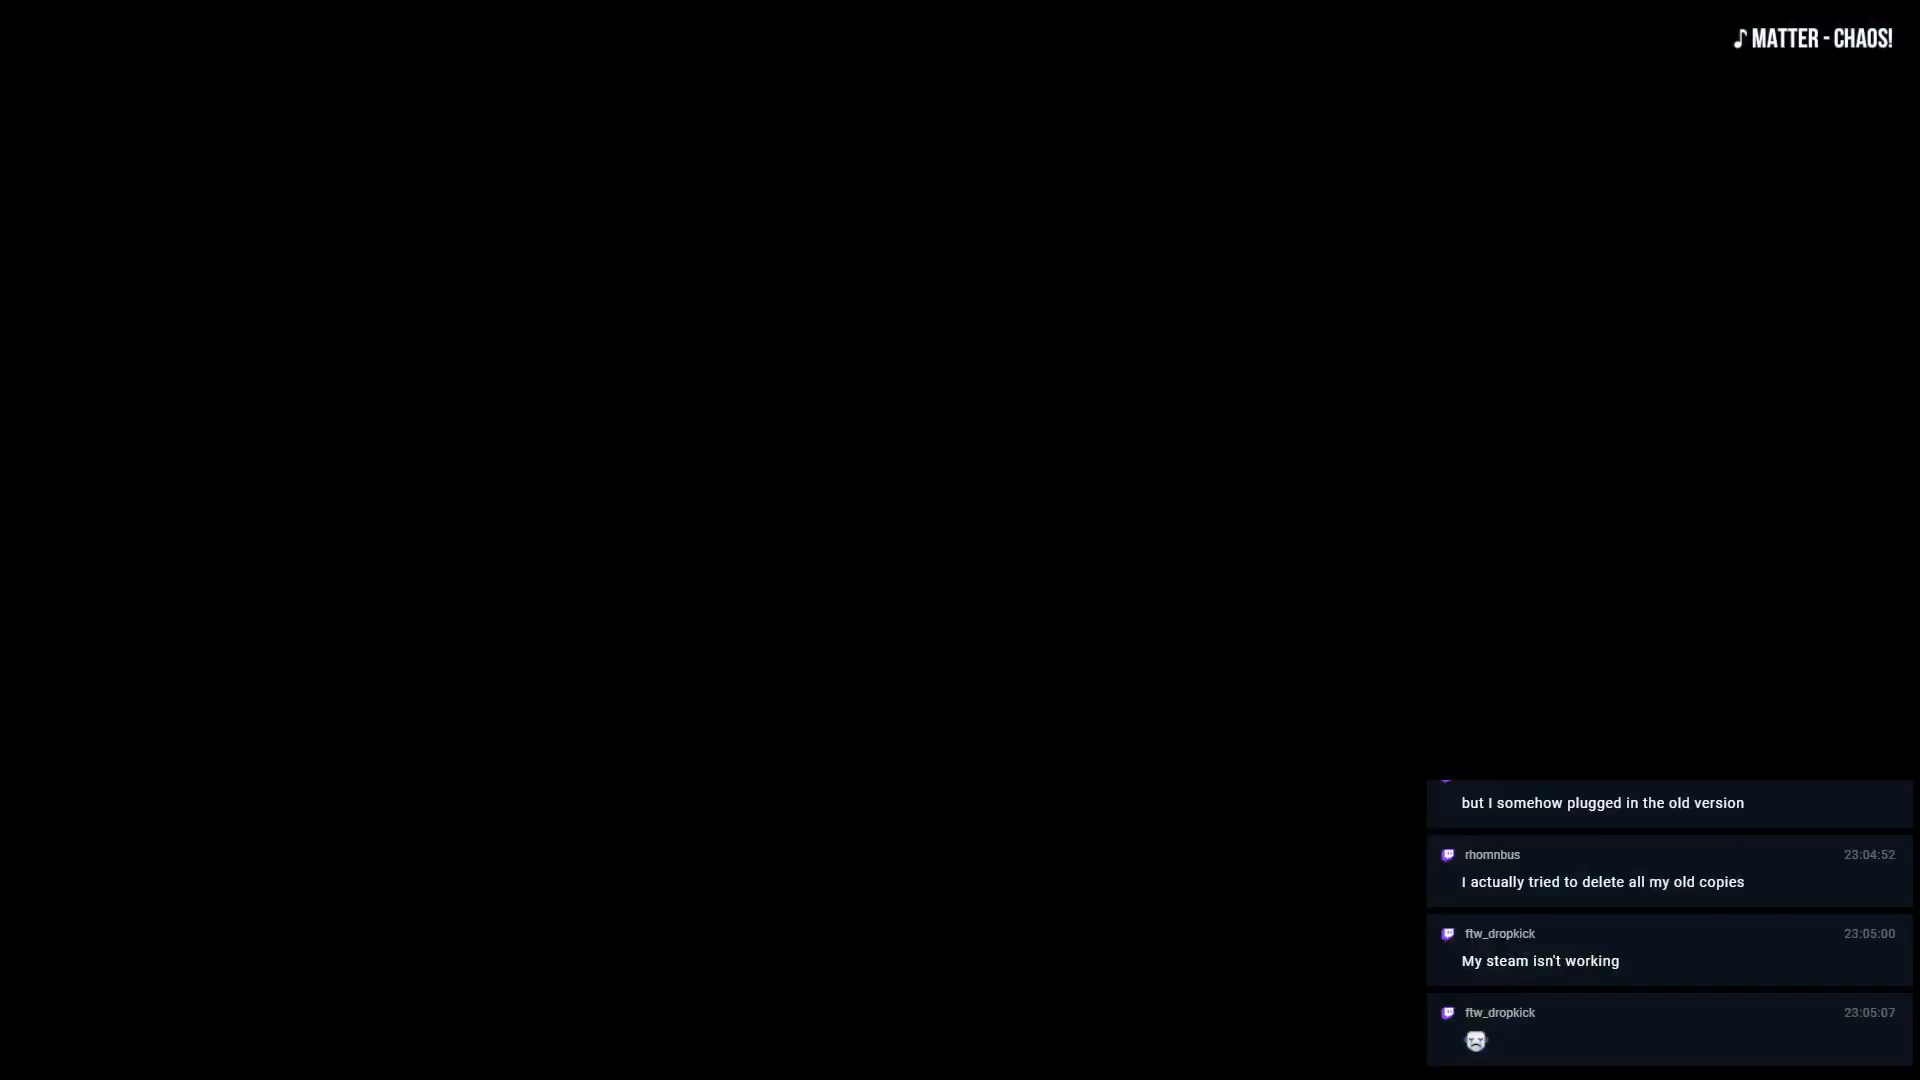 ♪ MATTER - CHAOS!
but I somehow plugged in the old version
rhomnbus 23:04:52
I actually tried to delete all my old copies
ftw_dropkick 23:05:00
My steam isn't working
ftw_dropkick 23:05:07